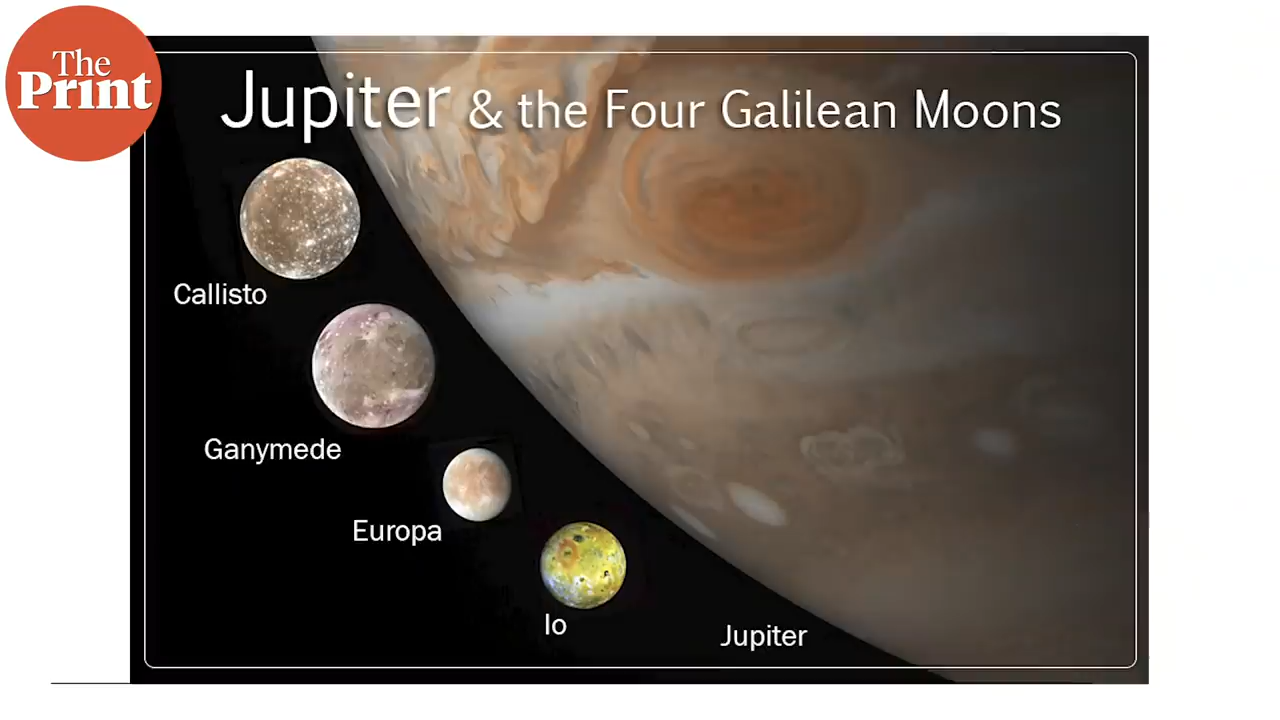 The
Print
Jupiter & the Four Galilean Moons
Callisto
Ganymede
Europa
Io
Jupiter